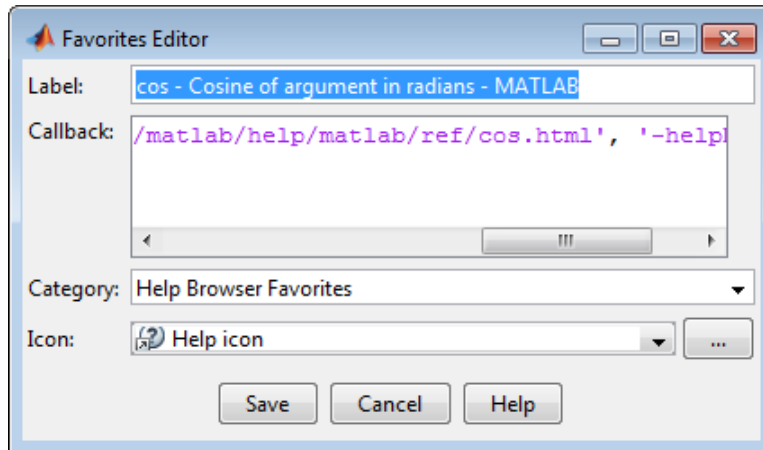 Favorites Editor
Label: cos - Cosine of argument in radians - MATLAB
Callback: /matlab/help/matlab/ref/cos.html', '-help
Category: Help Browser Favorites
Icon: Help icon ...
Save Cancel Help